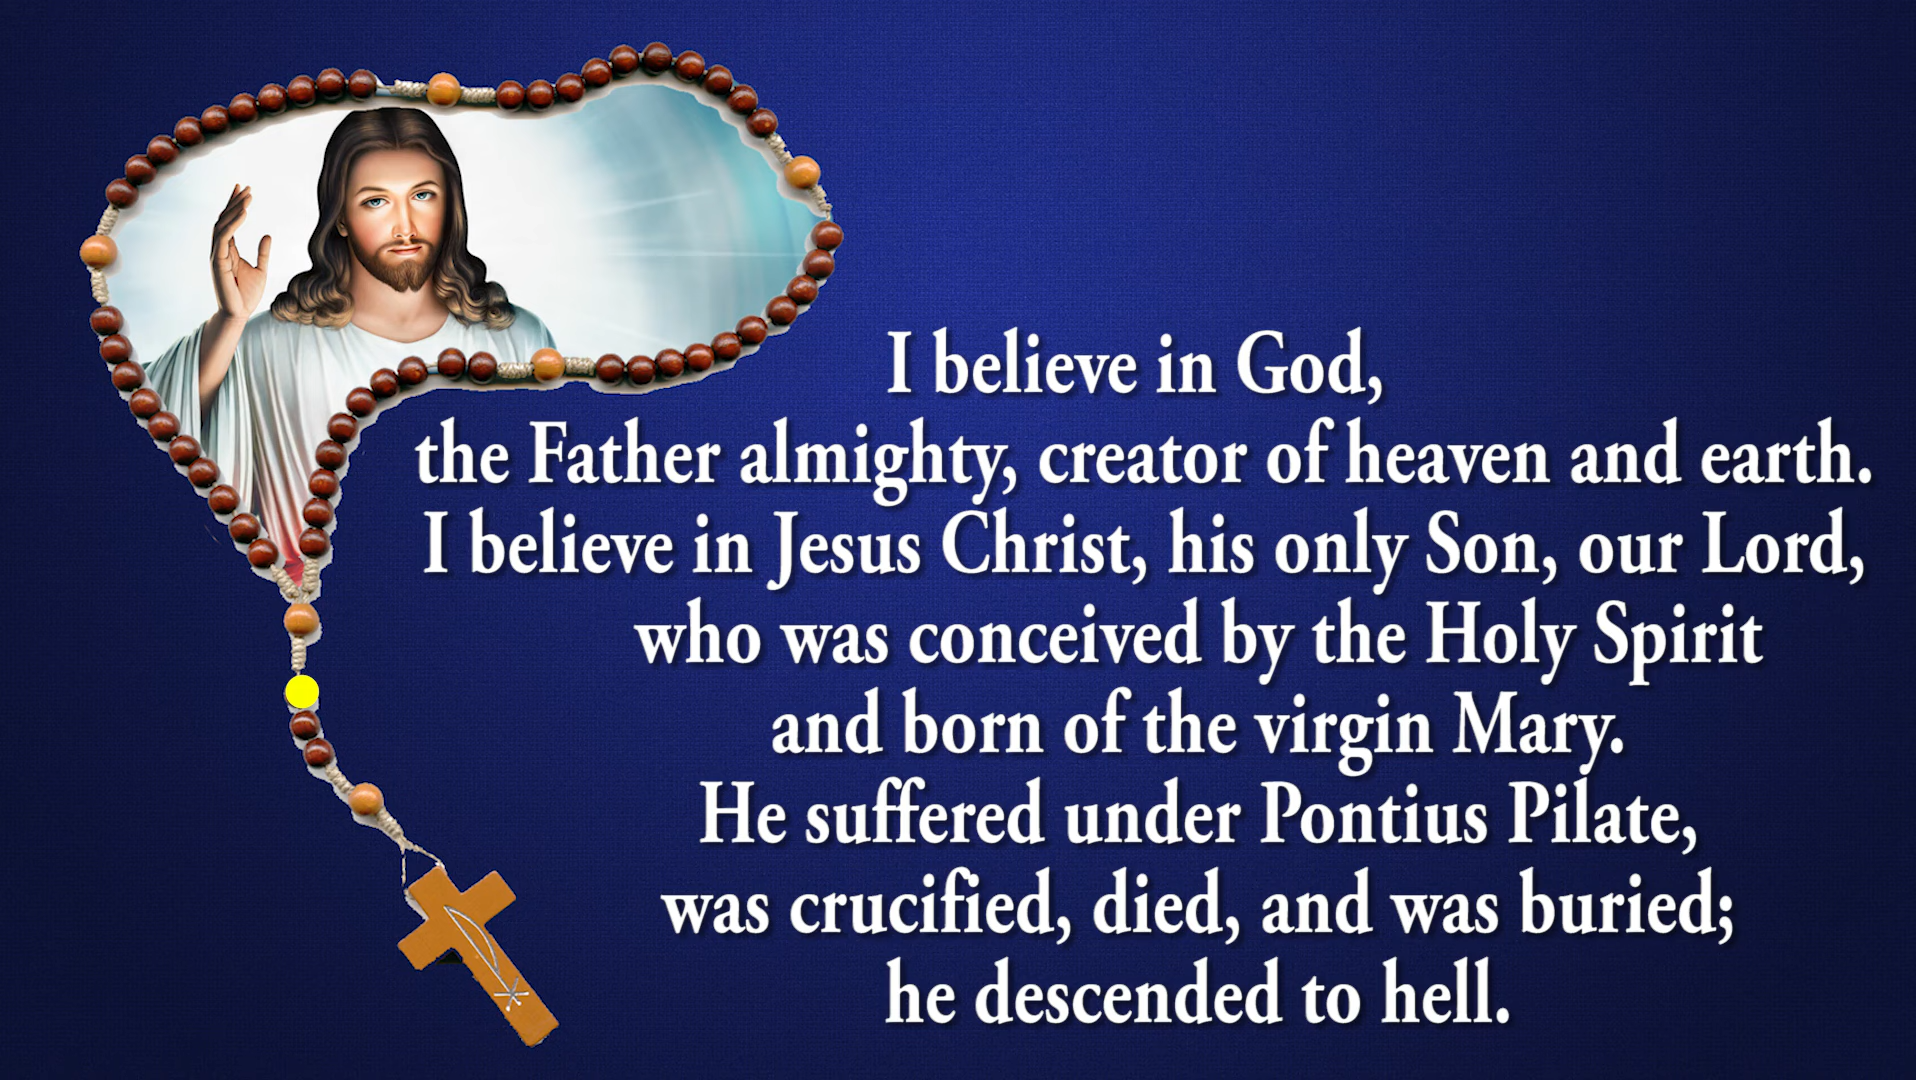 I believe in God,
the Father almighty, creator of heaven and earth.
I believe in Jesus Christ, his only Son, our Lord,
who was conceived by the Holy Spirit
and born of the virgin Mary.
He suffered under Pontius Pilate,
was crucified, died, and was buried;
he descended to hell.